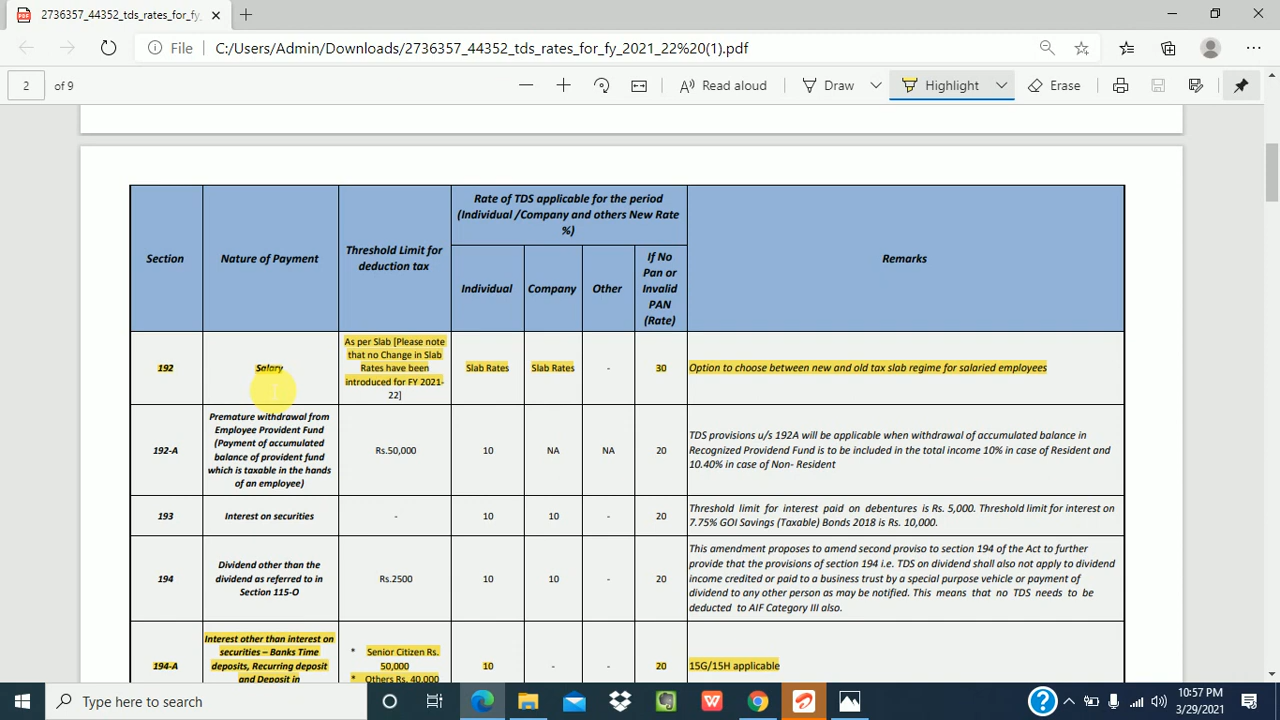 2736357_44352_tds_rates_for_fy_
File
C:/Users/Admin/Downloads/2736357_44352_tds_rates_for_fy_2021_22%20(1).pdf
2
of 9
Read aloud
Draw
Highlight
Erase
Section
Nature of Payment
Threshold Limit for
deduction tax
Rate of TDS applicable for the period
(Individual /Company and others New Rate
%)
Individual
Company
Other
If No
Pan or
Invalid
PAN
(Rate)
Remarks
192
Salary
As per Slab [Please note
that no Change in Slab
Rates have been
introduced for FY 2021-
22]
Slab Rates
Slab Rates
-
30
Option to choose between new and old tax slab regime for salaried employees
192-A
Premature withdrawal from
Employee Provident Fund
(Payment of accumulated
balance of provident fund
which is taxable in the hands
of an employee)
Rs.50,000
10
NA
NA
20
TDS provisions u/s 192A will be applicable when withdrawal of accumulated balance in
Recognized Providend Fund is to be included in the total income 10% in case of Resident and
10.40% in case of Non- Resident
193
Interest on securities
-
10
10
-
20
Threshold limit for interest paid on debentures is Rs. 5,000. Threshold limit for interest on
7.75% GOI Savings (Taxable) Bonds 2018 is Rs. 10,000.
194
Dividend other than the
dividend as referred to in
Section 115-O
Rs.2500
10
10
-
20
This amendment proposes to amend second proviso to section 194 of the Act to further
provide that the provisions of section 194 i.e. TDS on dividend shall also not apply to dividend
income credited or paid to a business trust by a special purpose vehicle or payment of
dividend to any other person as may be notified. This means that no TDS needs to be
deducted to AIF Category III also.
194-A
Interest other than interest on
securities – Banks Time
deposits, Recurring deposit
and Deposit in
* Senior Citizen Rs.
50,000
* Others Rs. 40,000
10
-
-
20
15G/15H applicable
Type here to search
10:57 PM
3/29/2021